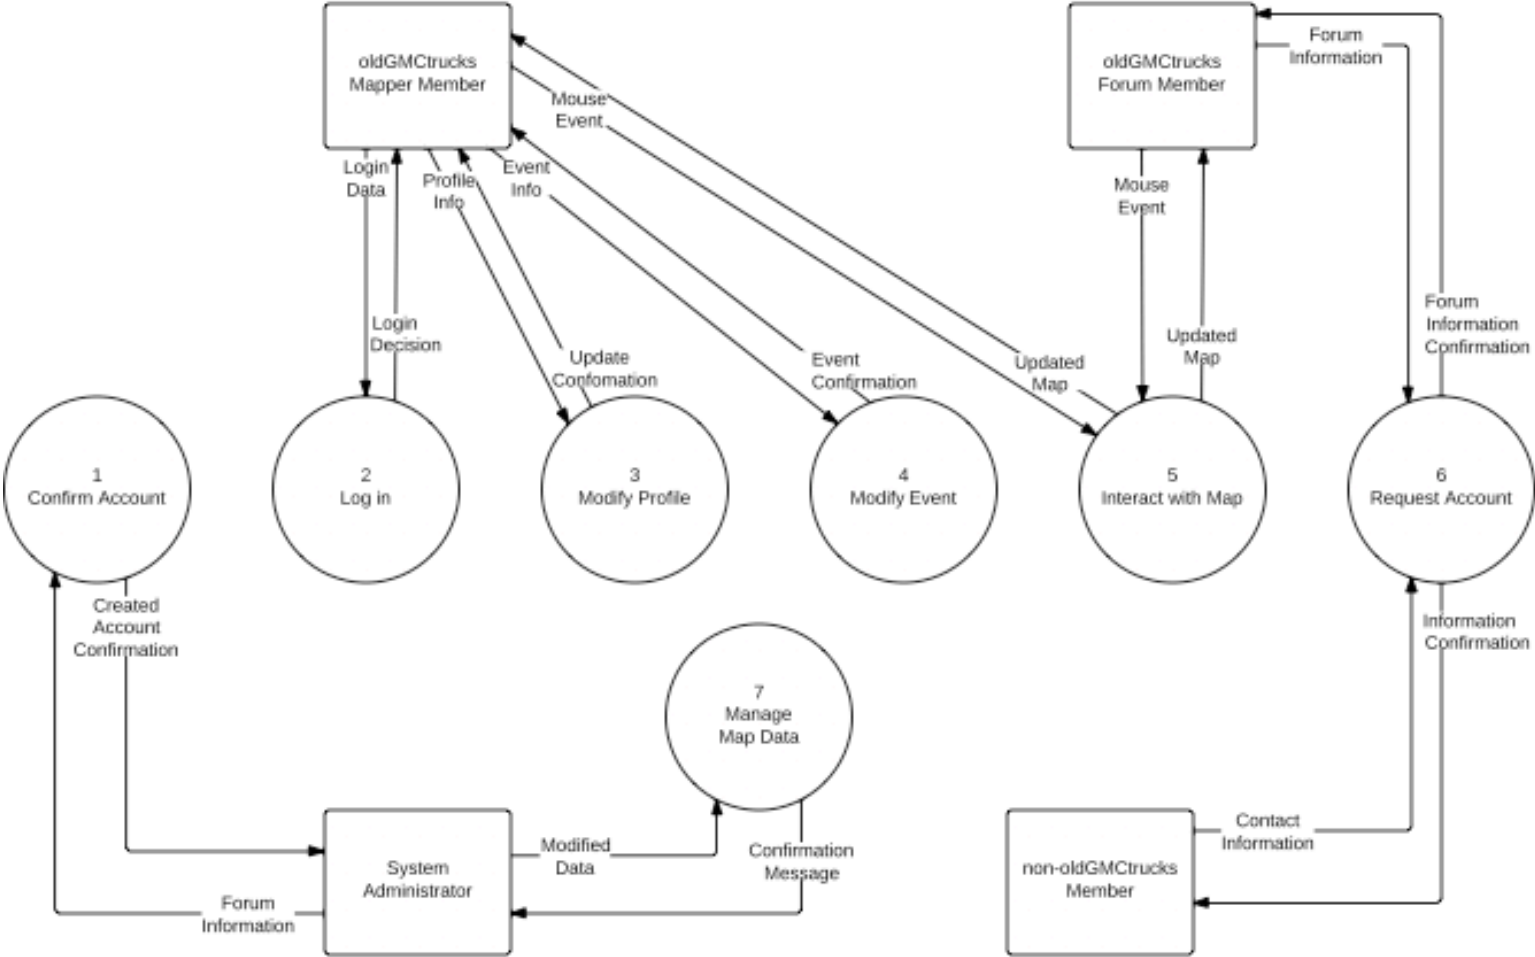 oldGMCtrucks
Mapper Member
oldGMCtrucks
Forum Member
Forum
Information
Mouse
Event
Login
Data
Profile
Info
Event
Info
Mouse
Event
Login
Decision
Update
Confomation
Event
Confirmation
Updated
Map
Updated
Map
Forum
Information
Confirmation
1
Confirm Account
2
Log in
3
Modify Profile
4
Modify Event
5
Interact with Map
6
Request Account
Created
Account
Confirmation
Information
Confirmation
7
Manage
Map Data
System
Administrator
Modified
Data
Confirmation
Message
Forum
Information
non-oldGMCtrucks
Member
Contact
Information